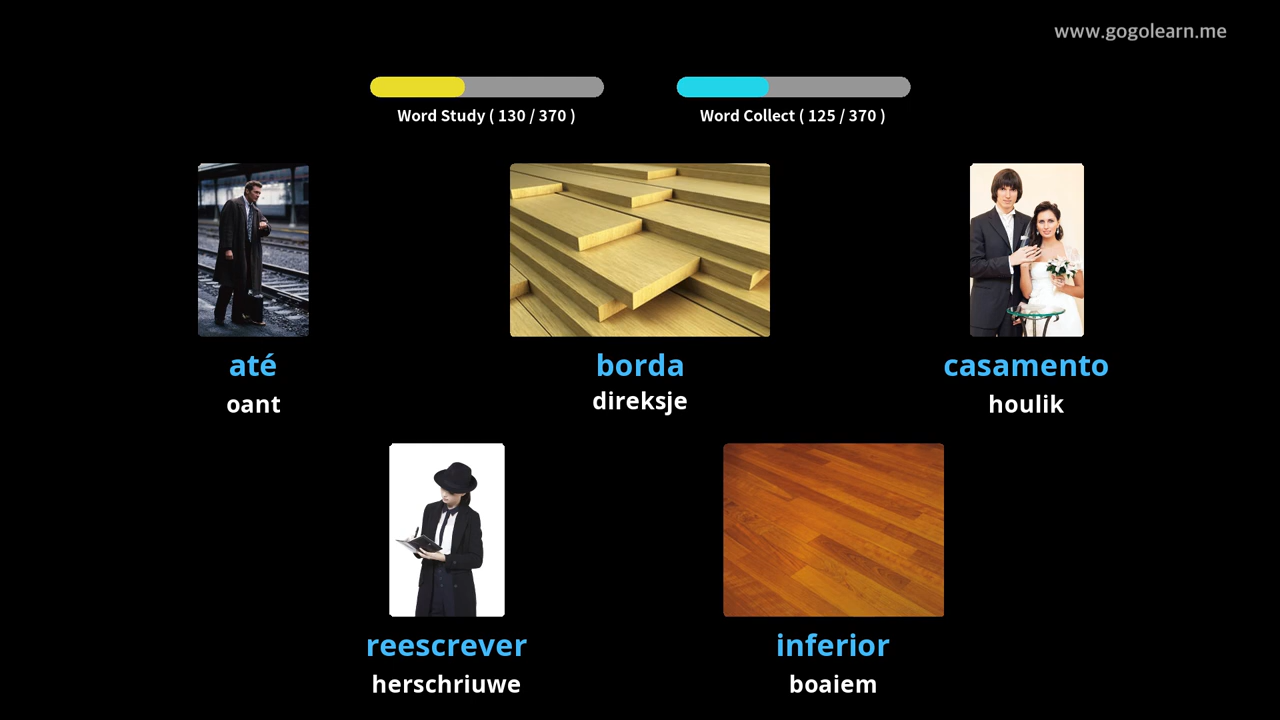 www.gogolearn.me
Word Study ( 130 / 370 )
Word Collect ( 125 / 370 )
até
borda
casamento
oant
direksje
houlik
reescrever
inferior
herschriuwe
boaiem